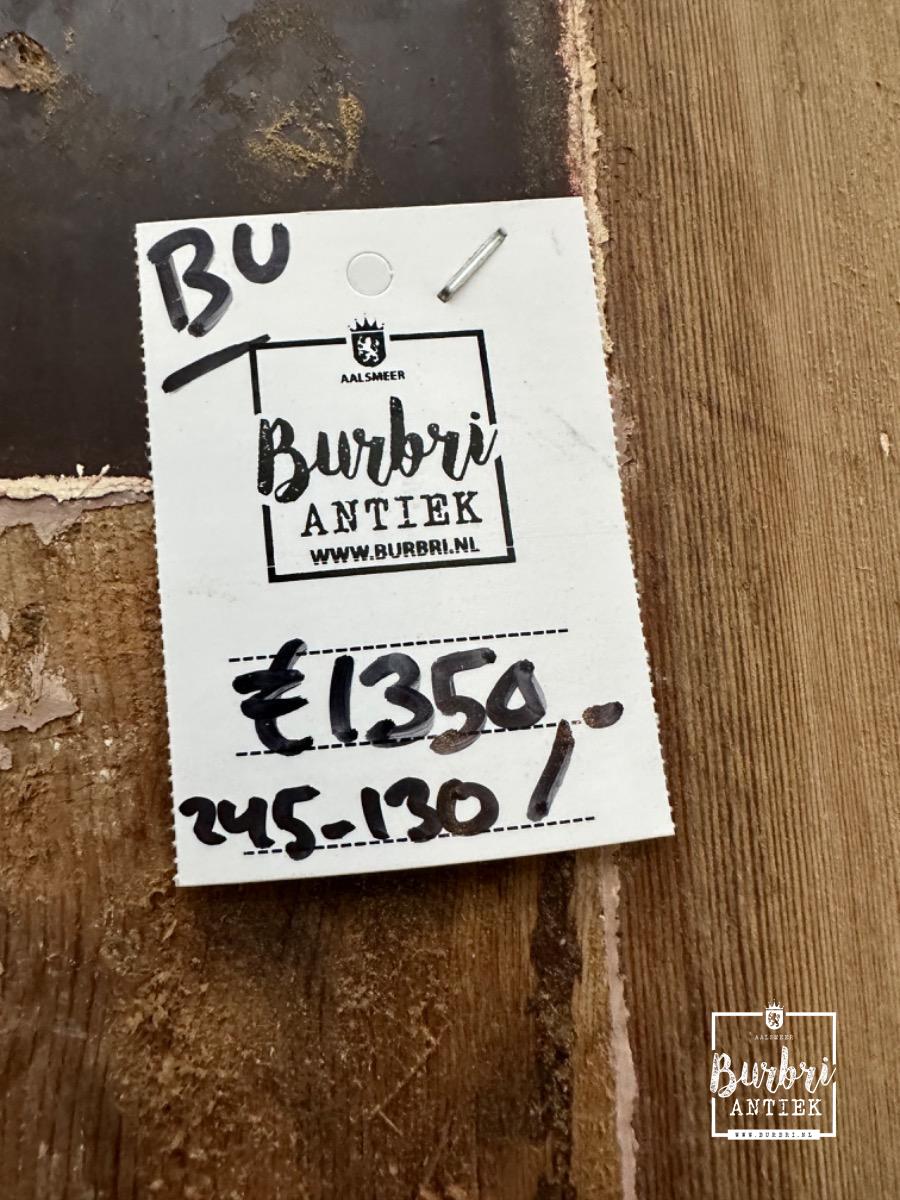 BU
AALSMEER
Burbri
ANTIEK
WWW.BURBRI.NL
€1350,-
245-130
AALSMEER
Burbri
ANTIEK
WWW.BURBRI.NL